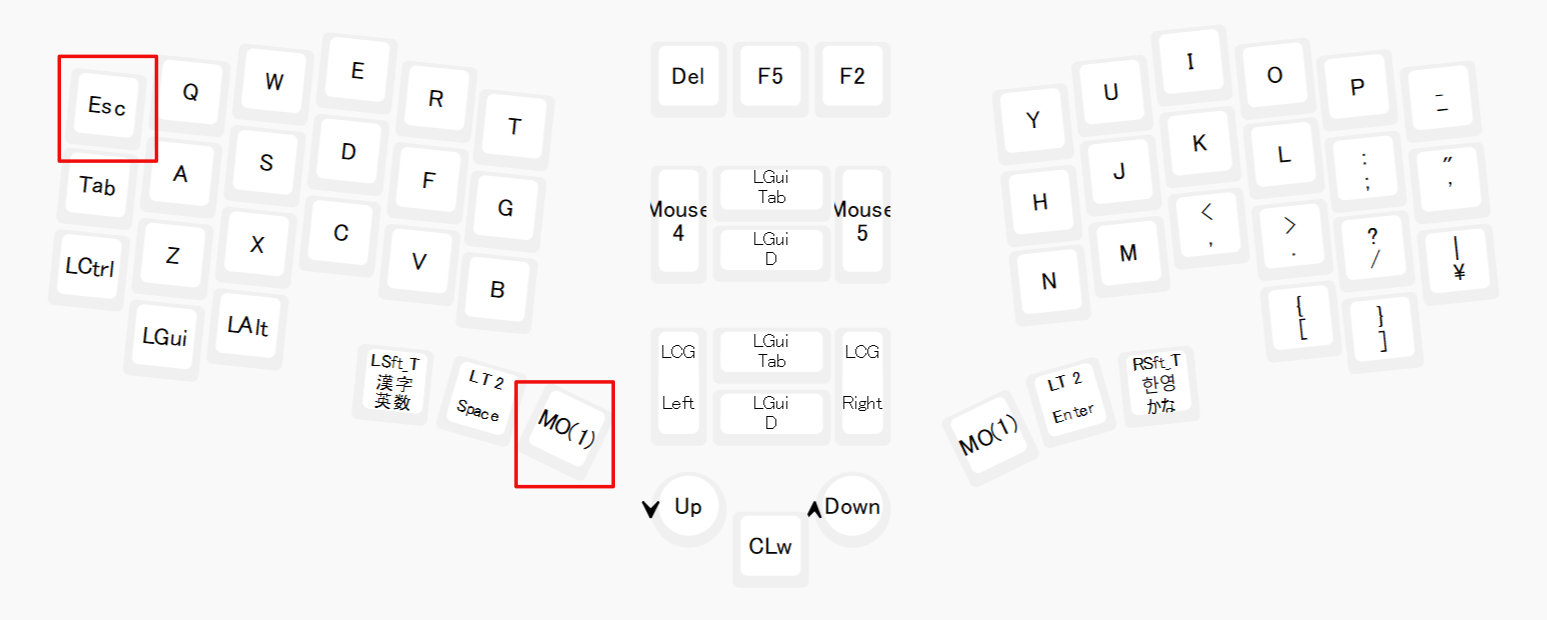 Esc
Q
W
E
R
T
Del
F5
F2
Y
U
I
O
P
_
–
Tab
A
S
D
F
G
Mouse
4
LGui
Tab
Mouse
5
LGui
D
H
J
K
L
:
;
"
'
LCtrl
Z
X
C
V
B
N
M
<
,
>
.
?
/
|
¥
LGui
LAlt
{
[
}
]
LSft_T
漢字
英数
LT 2
Space
MO(1)
LCG
Left
LGui
Tab
LCG
Right
LGui
D
MO(1)
LT 2
Enter
RSft_T
한영
かな
Up
Down
CLw